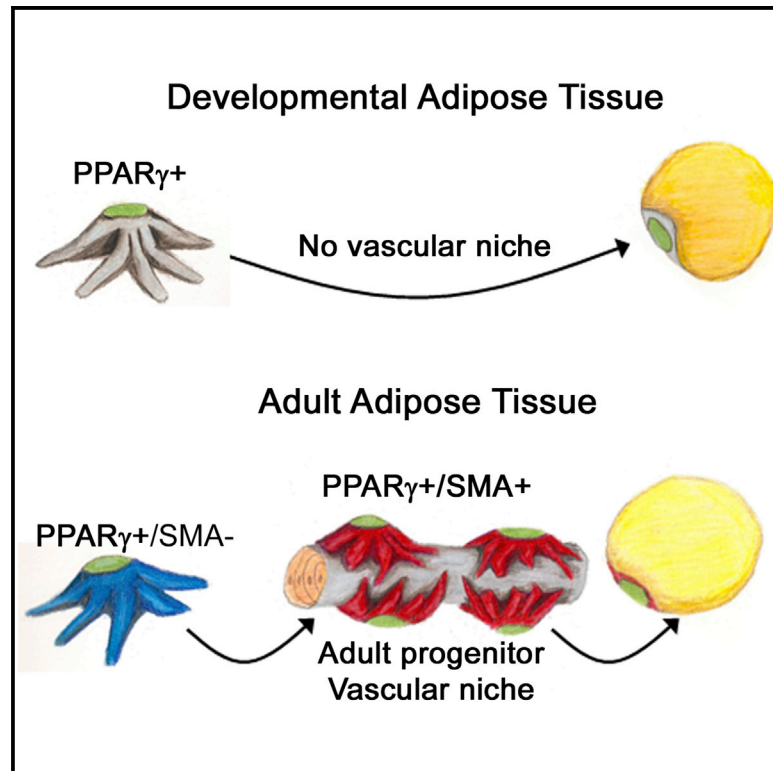 Developmental Adipose Tissue
PPARγ+
No vascular niche
Adult Adipose Tissue
PPARγ+/SMA+
PPARγ+/SMA-
Adult progenitor
Vascular niche